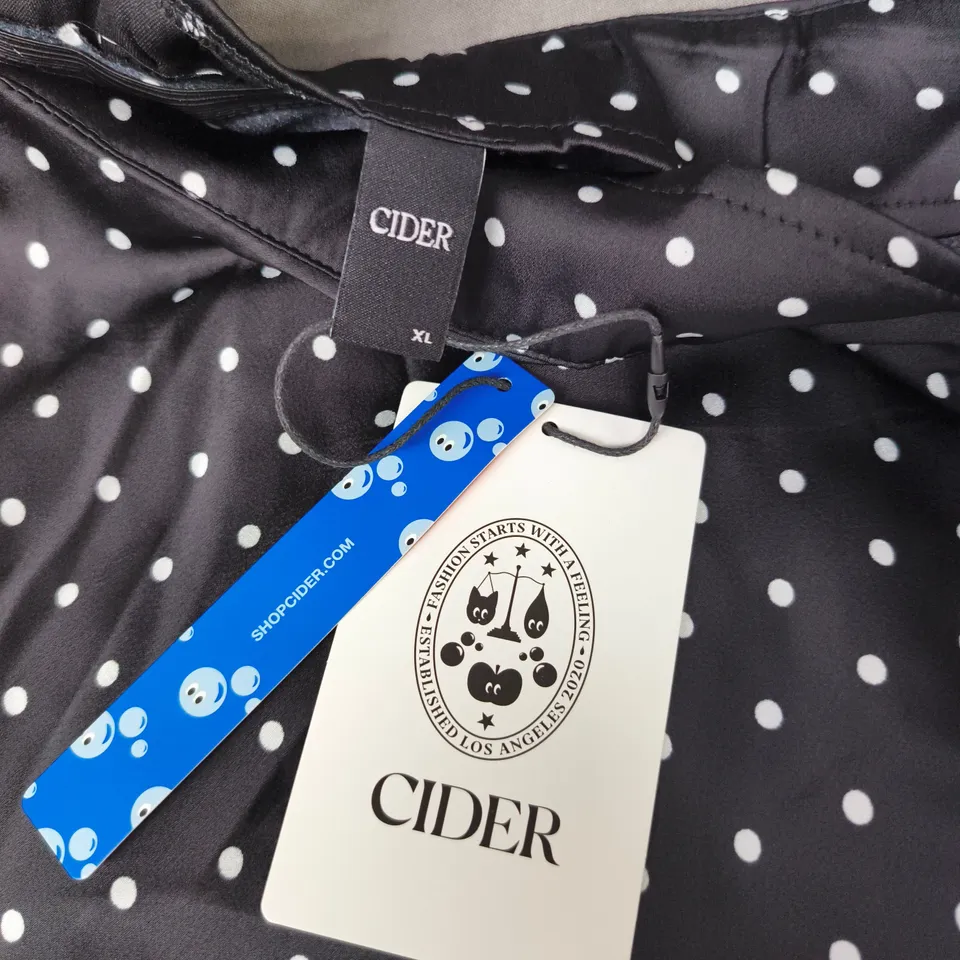 CIDER
XL
SHOPCIDER.COM
• FASHION STARTS WITH A FEELING •
ESTABLISHED LOS ANGELES 2020
CIDER